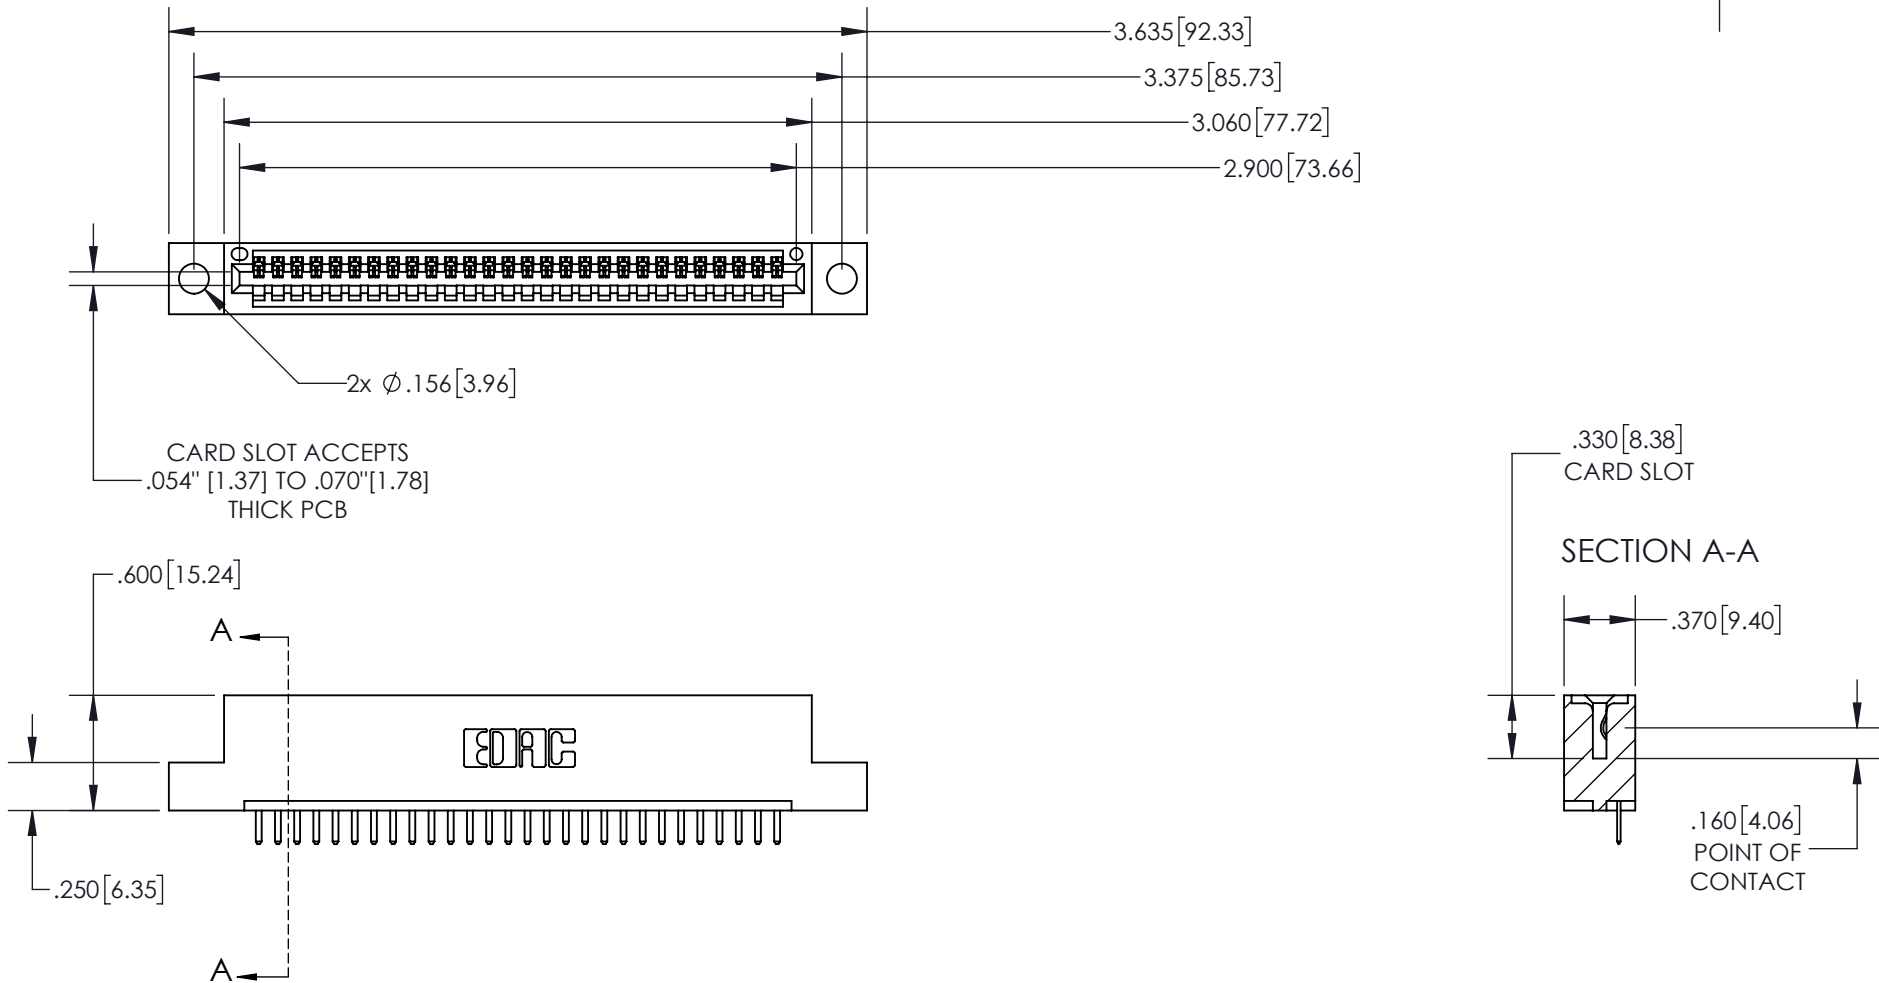 3.635[92.33]
3.375[85.73]
3.060[77.72]
2.900[73.66]
2x ∅.156[3.96]
CARD SLOT ACCEPTS
.054" [1.37] TO .070"[1.78]
THICK PCB
.330[8.38]
CARD SLOT
SECTION A-A
.600[15.24]
A
.370[9.40]
EDAC
.160[4.06]
POINT OF
CONTACT
.250[6.35]
A